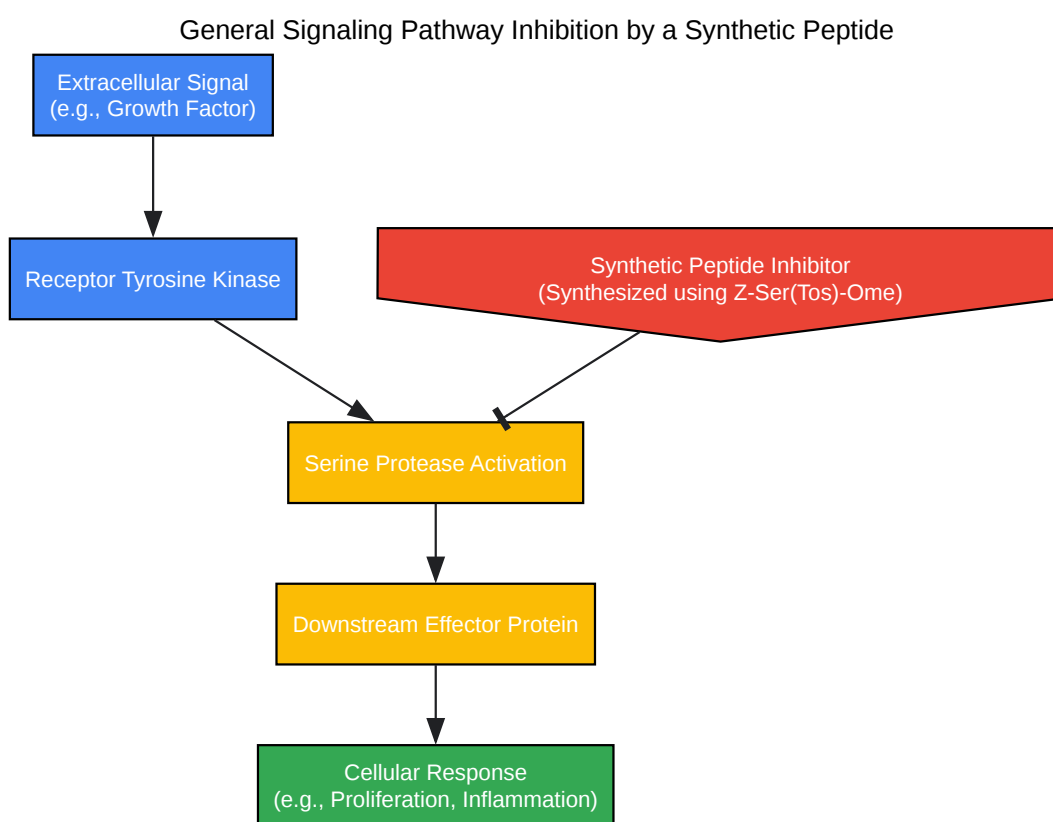 General Signaling Pathway Inhibition by a Synthetic Peptide
Extracellular Signal
(e.g., Growth Factor)
Receptor Tyrosine Kinase
Synthetic Peptide Inhibitor
(Synthesized using Z-Ser(Tos)-Ome)
Serine Protease Activation
Downstream Effector Protein
Cellular Response
(e.g., Proliferation, Inflammation)